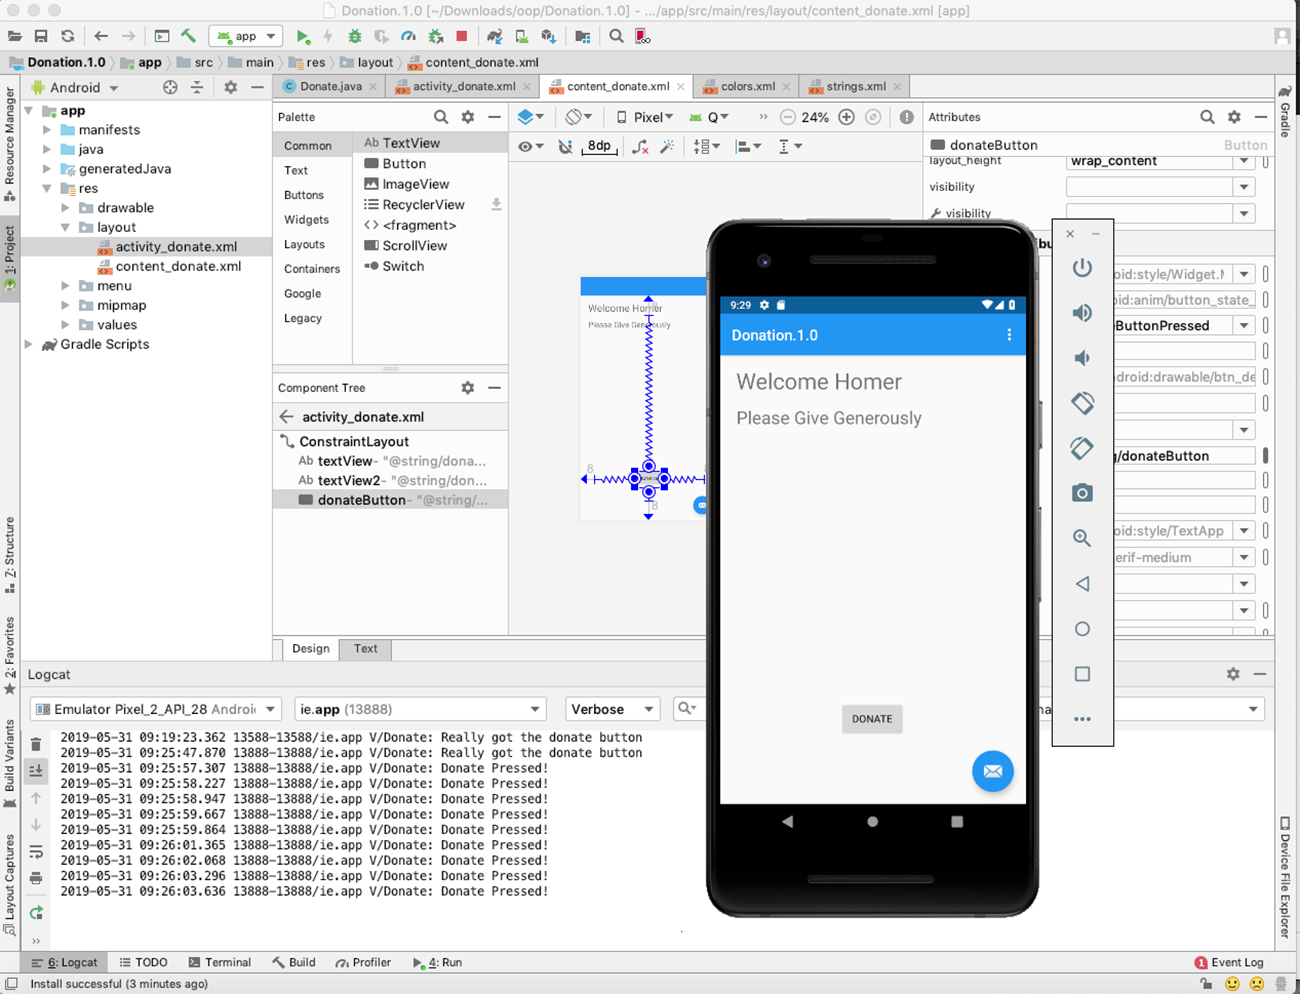 Donation.1.0 [~/Downloads/oop/Donation.1.0] - .../app/src/main/res/layout/content_donate.xml [app]
app
Donation.1.0 app src main res layout content_donate.xml
Android
Donate.java activity_donate.xml content_donate.xml colors.xml strings.xml
Resource Manager
1: Project
Z: Structure
2: Favorites
Build Variants
Layout Captures
app
manifests
java
generatedJava
res
drawable
layout
activity_donate.xml
content_donate.xml
menu
mipmap
values
Gradle Scripts
Palette
Common
Text
Buttons
Widgets
Layouts
Containers
Google
Legacy
Ab TextView
Button
ImageView
RecyclerView
<> <fragment>
ScrollView
Switch
Component Tree
activity_donate.xml
ConstraintLayout
Ab textView- "@string/dona...
Ab textView2- "@string/don...
donateButton- "@string/...
Pixel Q >> 24%
8dp
Welcome Homer
Please Give Generously
8
8
8
Design Text
Attributes
donateButton Button
layout_height wrap_content
visibility
visibility
oid:style/Widget.M
oid:anim/button_state_
ButtonPressed
droid:drawable/btn_de
g/donateButton
oid:style/TextApp
erif-medium
Gradle
Device File Explorer
9:29
Donation.1.0
Welcome Homer
Please Give Generously
DONATE
Logcat
Emulator Pixel_2_API_28 Androi
ie.app (13888)
Verbose
2019-05-31 09:19:23.362 13588-13588/ie.app V/Donate: Really got the donate button
2019-05-31 09:25:47.870 13888-13888/ie.app V/Donate: Really got the donate button
2019-05-31 09:25:57.307 13888-13888/ie.app V/Donate: Donate Pressed!
2019-05-31 09:25:58.227 13888-13888/ie.app V/Donate: Donate Pressed!
2019-05-31 09:25:58.947 13888-13888/ie.app V/Donate: Donate Pressed!
2019-05-31 09:25:59.667 13888-13888/ie.app V/Donate: Donate Pressed!
2019-05-31 09:25:59.864 13888-13888/ie.app V/Donate: Donate Pressed!
2019-05-31 09:26:01.365 13888-13888/ie.app V/Donate: Donate Pressed!
2019-05-31 09:26:02.068 13888-13888/ie.app V/Donate: Donate Pressed!
2019-05-31 09:26:03.296 13888-13888/ie.app V/Donate: Donate Pressed!
2019-05-31 09:26:03.636 13888-13888/ie.app V/Donate: Donate Pressed!
6: Logcat TODO Terminal Build Profiler 4: Run 1 Event Log
Install successful (3 minutes ago)